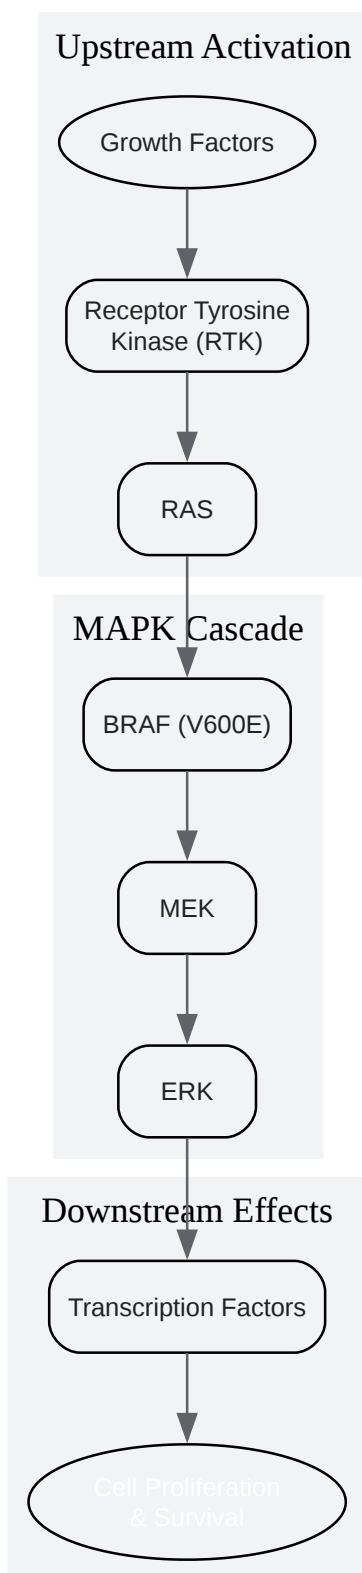 Upstream Activation
Growth Factors
Receptor Tyrosine
Kinase (RTK)
RAS
MAPK Cascade
BRAF (V600E)
MEK
ERK
Downstream Effects
Transcription Factors
Cell Proliferation
& Survival